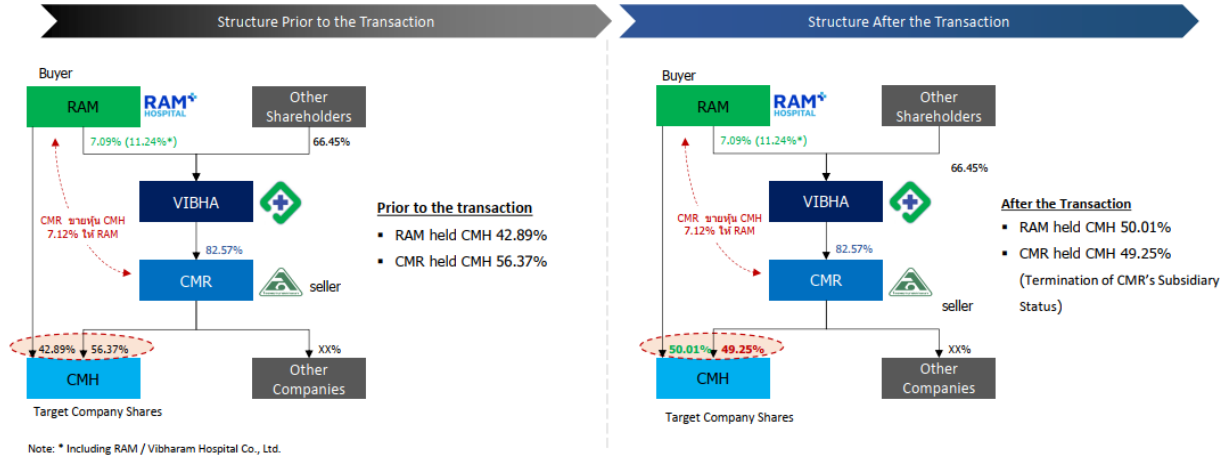 Structure Prior to the Transaction
Buyer
RAM
RAM
HOSPITAL
Other
Shareholders
7.09% (11.24%*)
66.45%
VIBHA
CMR ขายหุ้น CMH
7.12% ให้ RAM
82.57%
CMR
seller
42.89%
56.37%
XX%
CMH
Other
Companies
Target Company Shares
Prior to the transaction
▪ RAM held CMH 42.89%
▪ CMR held CMH 56.37%
Note: * Including RAM / Vibharam Hospital Co., Ltd.
Structure After the Transaction
Buyer
RAM
RAM
HOSPITAL
Other
Shareholders
7.09% (11.24%*)
66.45%
VIBHA
CMR ขายหุ้น CMH
7.12% ให้ RAM
82.57%
CMR
seller
50.01%
49.25%
XX%
CMH
Other
Companies
Target Company Shares
After the Transaction
▪ RAM held CMH 50.01%
▪ CMR held CMH 49.25%
(Termination of CMR’s Subsidiary
Status)